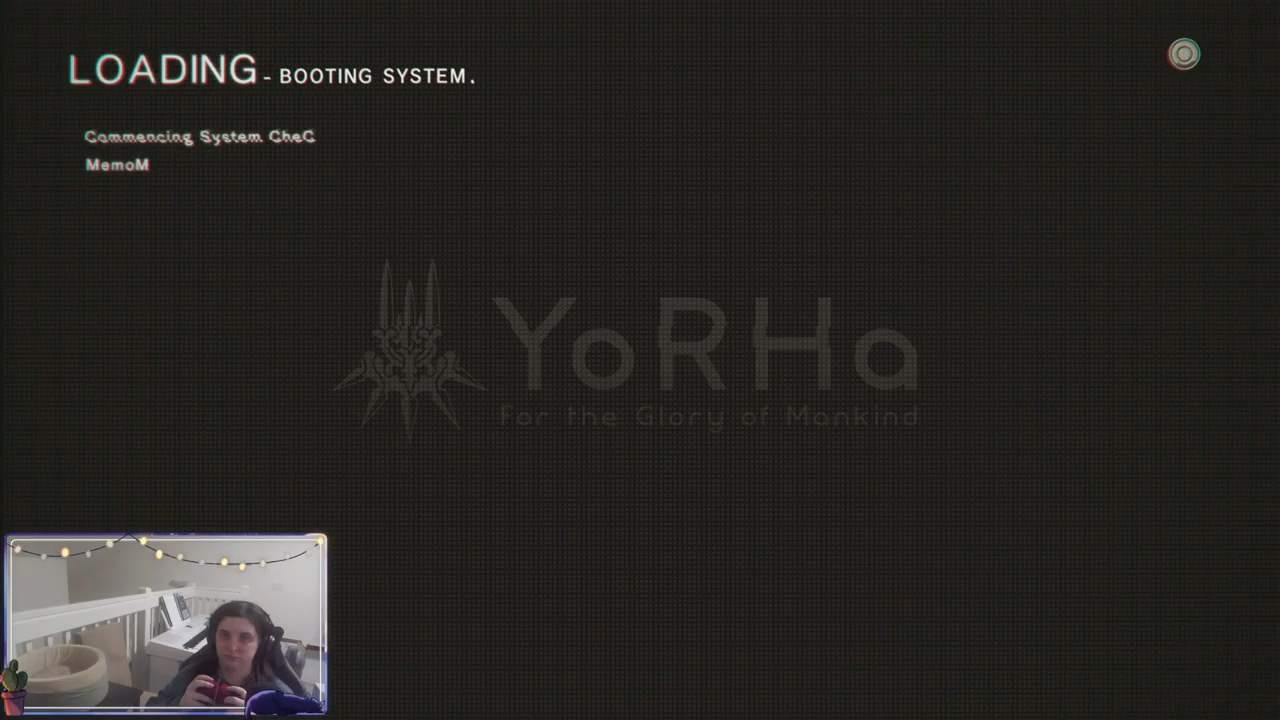 LOADING - BOOTING SYSTEM.
Commencing System CheC
MemoM
YoRHa
For the Glory of Mankind